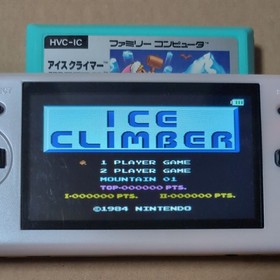 HVC-IC
ファミリー コンピュータ
アイスクライマー
ICE
CLIMBER
1 PLAYER GAME
2 PLAYER GAME
MOUNTAIN 01
TOP=000000 PTS.
I=000000 PTS. II=000000 PTS.
©1984 NINTENDO